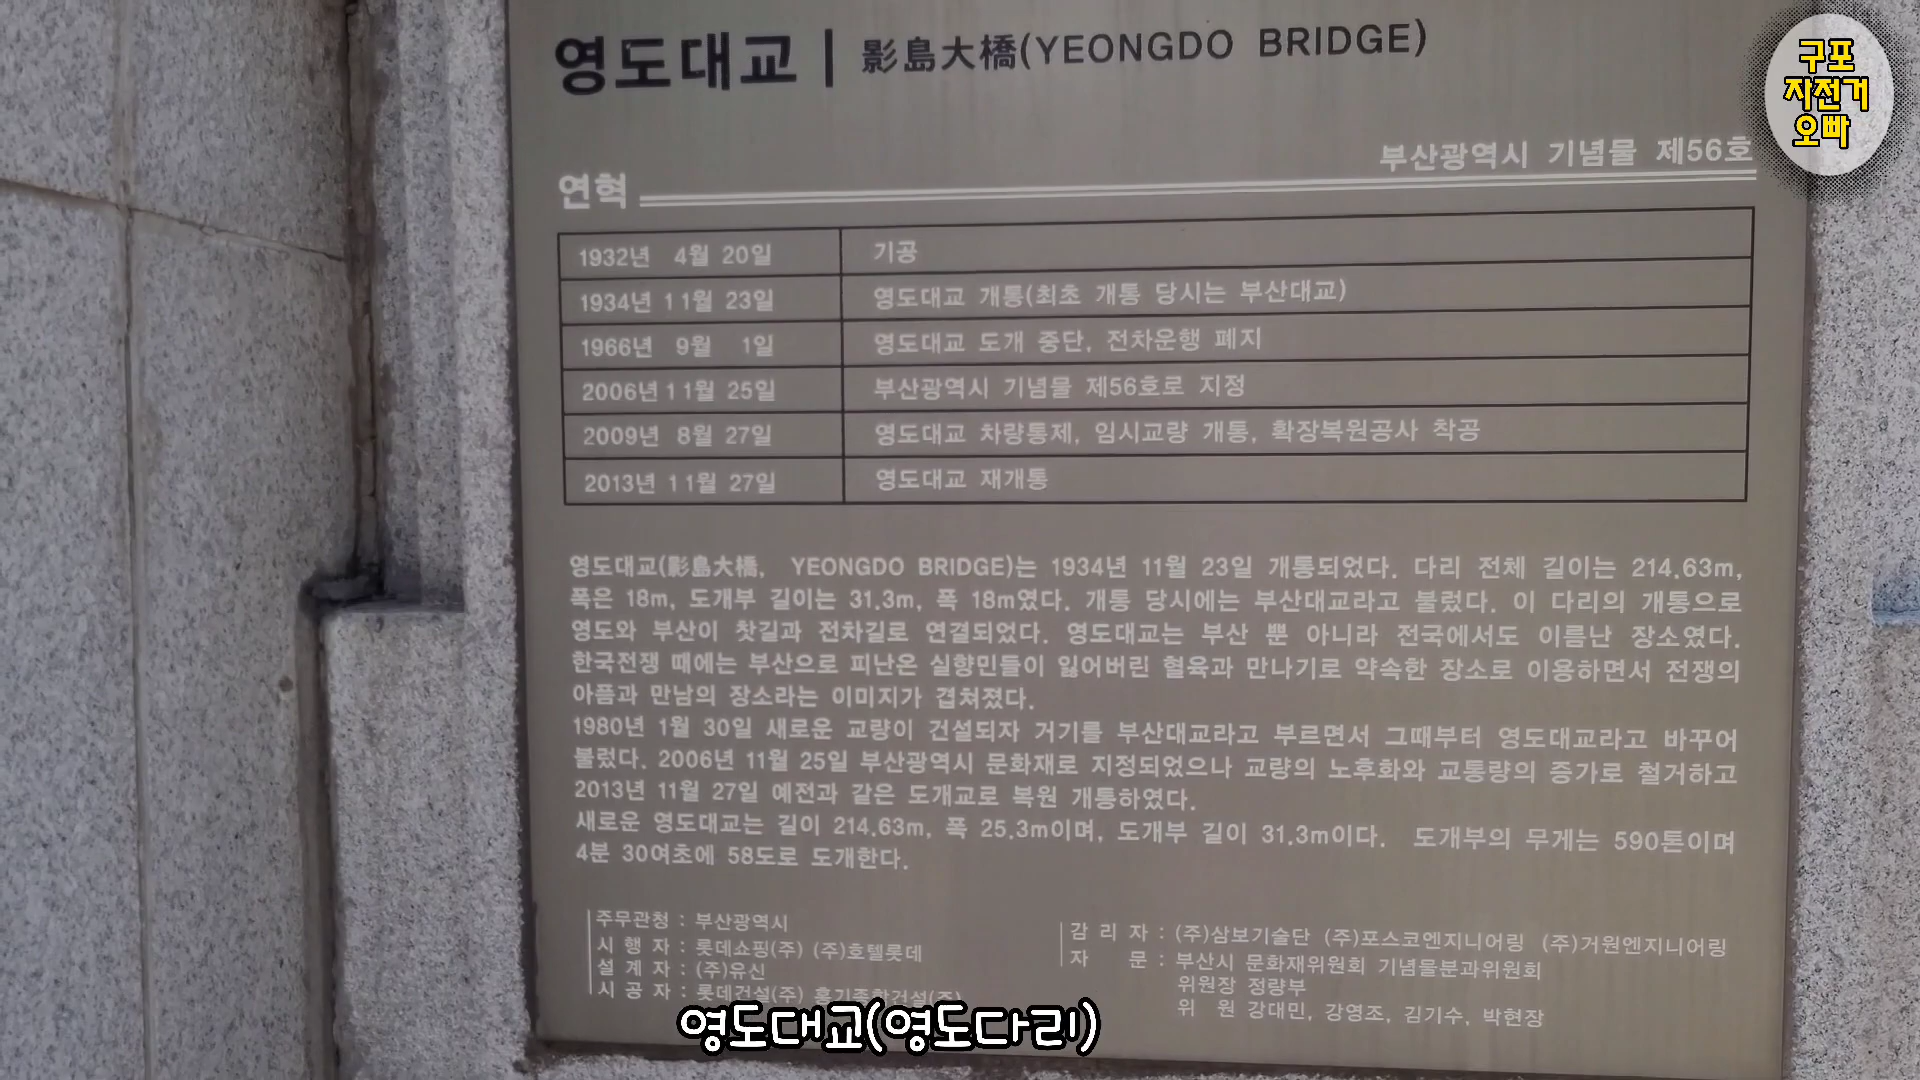 영도대교 | 影島大橋(YEONGDO BRIDGE)
구포
자전거
오빠
부산광역시 기념물 제56호
연혁
1932년 4월 20일 기공
1934년 11월 23일 영도대교 개통(최초 개통 당시는 부산대교)
1966년 9월 1일 영도대교 도개 중단, 전차운행 폐지
2006년 11월 25일 부산광역시 기념물 제56호로 지정
2009년 8월 27일 영도대교 차량통제, 임시교량 개통, 확장복원공사 착공
2013년 11월 27일 영도대교 재개통
영도대교(影島大橋, YEONGDO BRIDGE)는 1934년 11월 23일 개통되었다. 다리 전체 길이는 214.63m,
폭은 18m, 도개부 길이는 31.3m, 폭 18m였다. 개통 당시에는 부산대교라고 불렀다. 이 다리의 개통으로
영도와 부산이 찻길과 전차길로 연결되었다. 영도대교는 부산 뿐 아니라 전국에서도 이름난 장소였다.
한국전쟁 때에는 부산으로 피난온 실향민들이 잃어버린 혈육과 만나기로 약속한 장소로 이용하면서 전쟁의
아픔과 만남의 장소라는 이미지가 겹쳐졌다.
1980년 1월 30일 새로운 교량이 건설되자 거기를 부산대교라고 부르면서 그때부터 영도대교라고 바꾸어
불렀다. 2006년 11월 25일 부산광역시 문화재로 지정되었으나 교량의 노후화와 교통량의 증가로 철거하고
2013년 11월 27일 예전과 같은 도개교로 복원 개통하였다.
새로운 영도대교는 길이 214.63m, 폭 25.3m이며, 도개부 길이 31.3m이다. 도개부의 무게는 590톤이며
4분 30여초에 58도로 도개한다.
주무관청 : 부산광역시
시 행 자 : 롯데쇼핑(주) (주)호텔롯데
설 계 자 : (주)유신
시 공 자 : 롯데건설(주) 흥기종합건설(주)
감 리 자 : (주)삼보기술단 (주)포스코엔지니어링 (주)거원엔지니어링
자 문 : 부산시 문화재위원회 기념물분과위원회
위원장 정량부
위 원 강대민, 강영조, 김기수, 박현장
영도대교(영도다리)